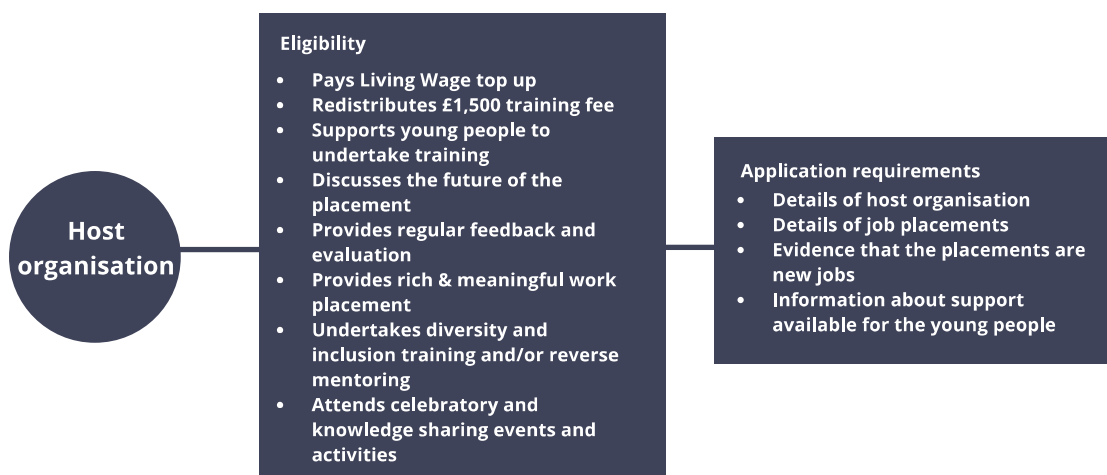 Host
organisation
Eligibility
• Pays Living Wage top up
• Redistributes £1,500 training fee
• Supports young people to
undertake training
• Discusses the future of the
placement
• Provides regular feedback and
evaluation
• Provides rich & meaningful work
placement
• Undertakes diversity and
inclusion training and/or reverse
mentoring
• Attends celebratory and
knowledge sharing events and
activities
Application requirements
• Details of host organisation
• Details of job placements
• Evidence that the placements are
new jobs
• Information about support
available for the young people